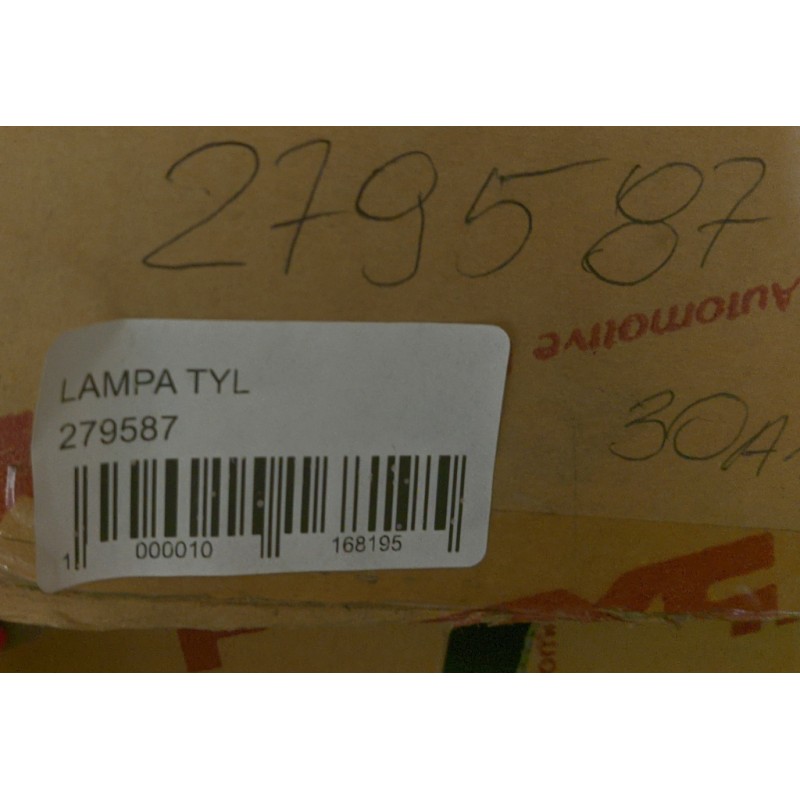 279587
Automotive
LAMPA TYL
279587
30A
1 000010 168195